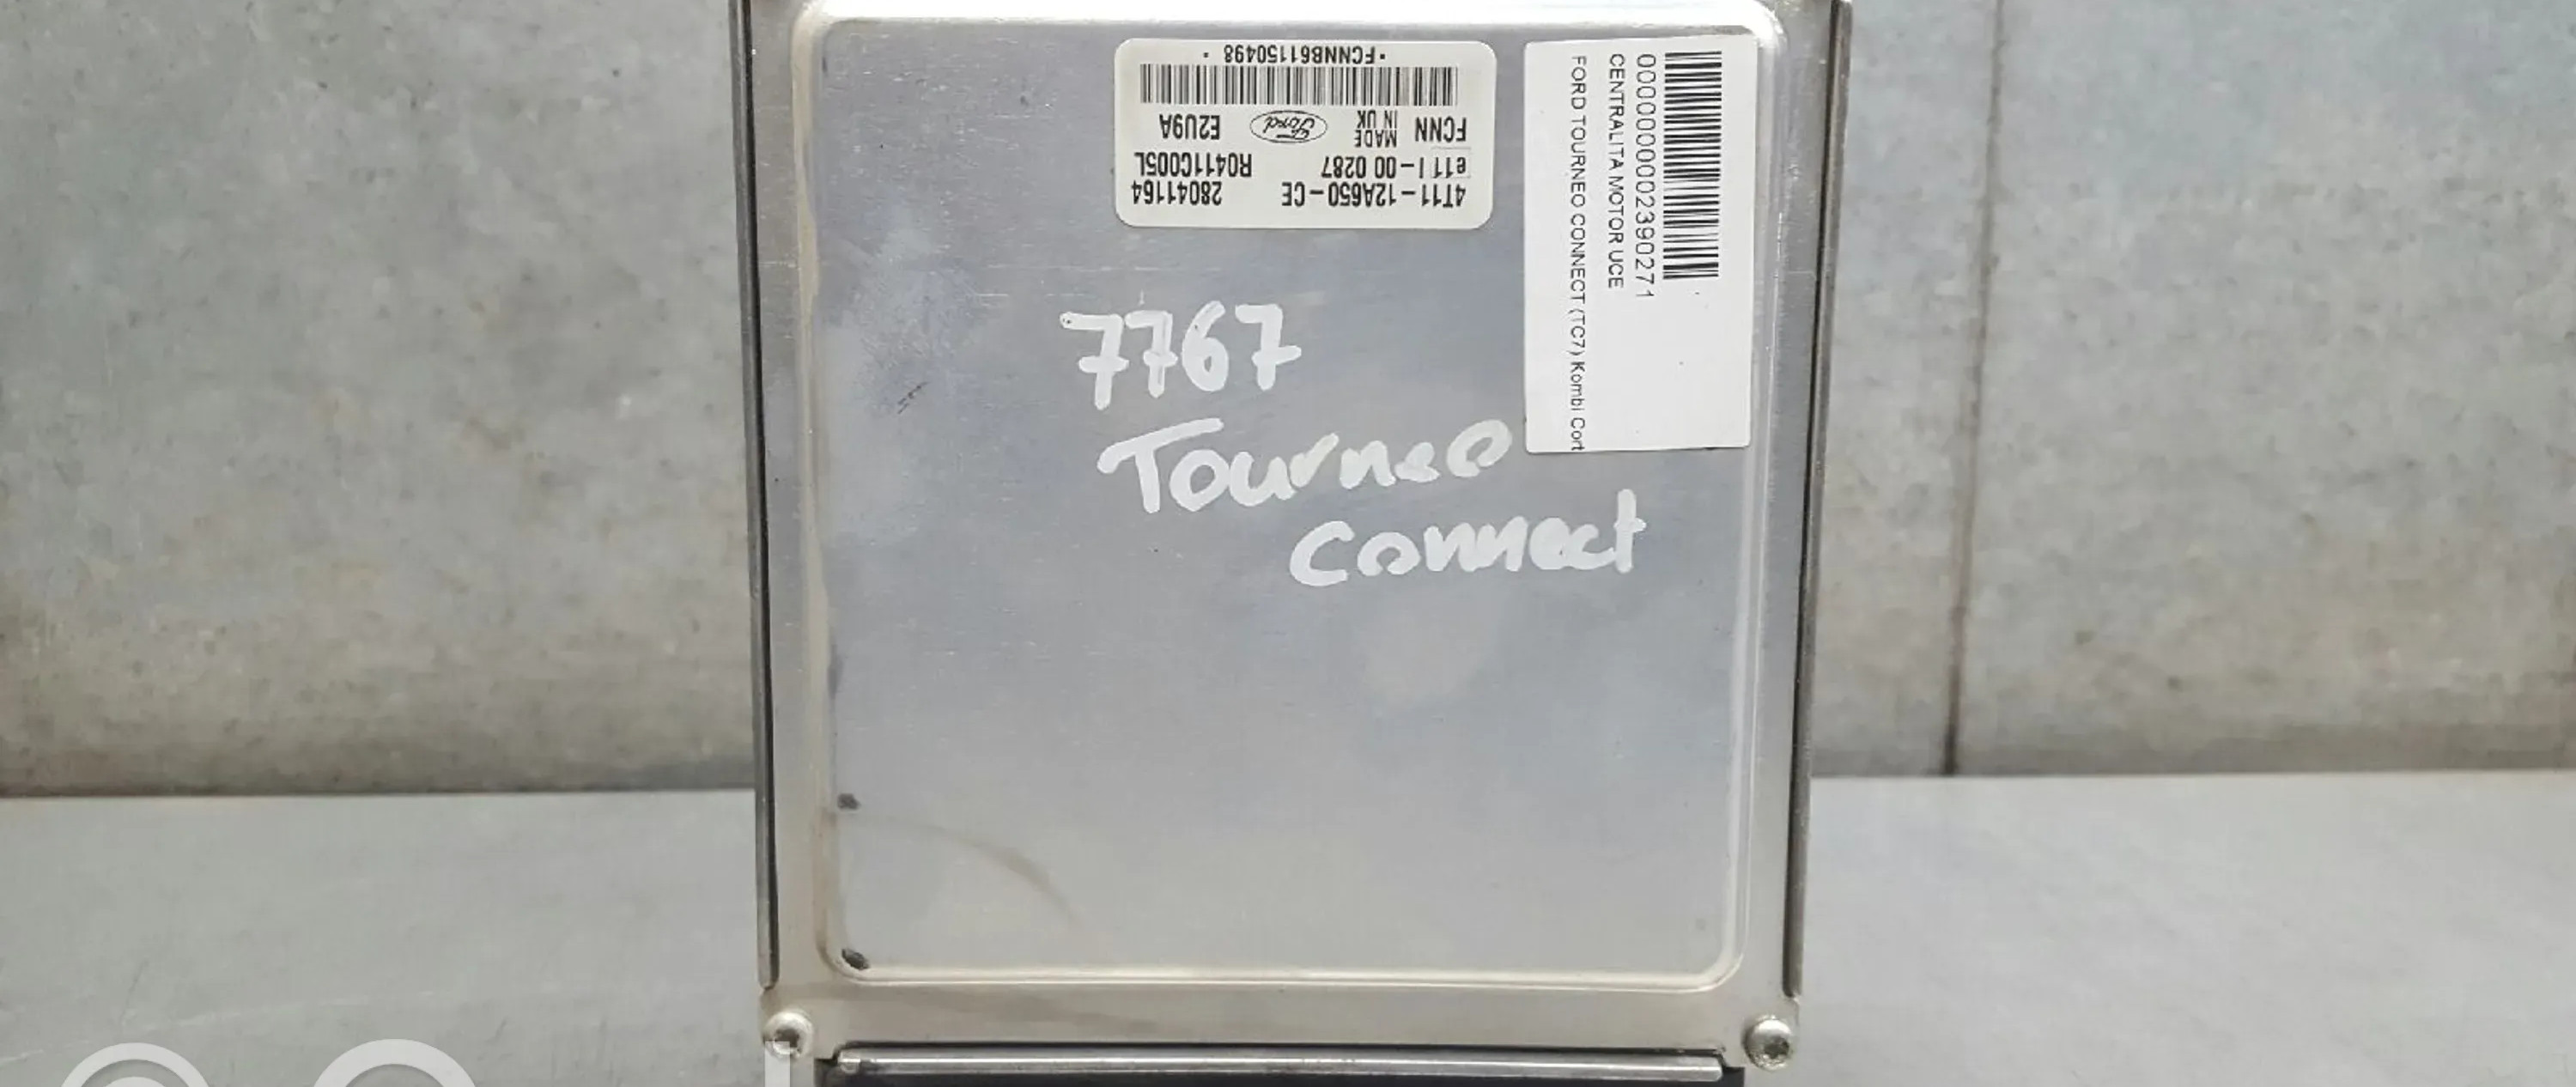 4T11-12A650-CE 28041164
e11 I-00 0287 R0411C005L
FCNN MADE IN UK Ford E2U9A
•FCNNB61150498 •
000000000002390271
CENTRALITA MOTOR UCE
FORD TOURNEO CONNECT (TC7) Kombi Cort
7767
Tourneo
connect